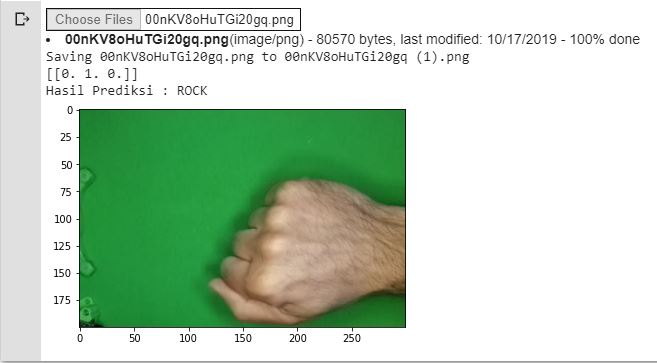 Choose Files 00nKV8oHuTGi20gq.png
• 00nKV8oHuTGi20gq.png(image/png) - 80570 bytes, last modified: 10/17/2019 - 100% done
Saving 00nKV8oHuTGi20gq.png to 00nKV8oHuTGi20gq (1).png
[[0. 1. 0.]]
Hasil Prediksi : ROCK
0
25
50
75
100
125
150
175
0 50 100 150 200 250